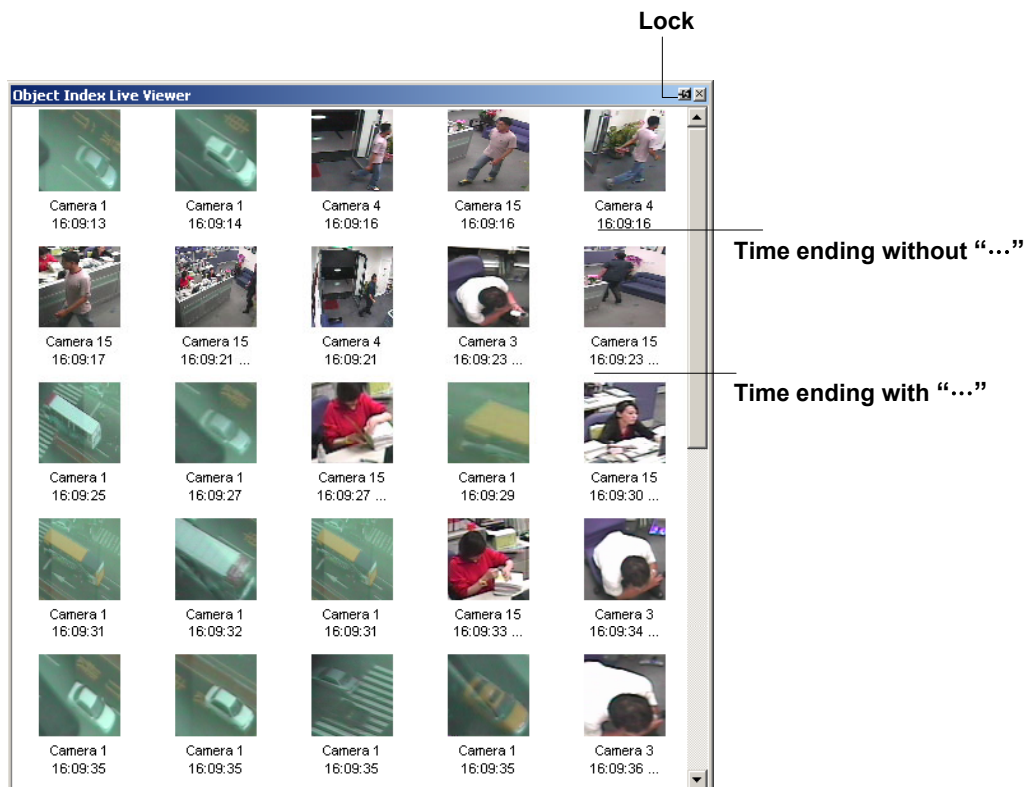 Lock
Object Index Live Viewer
Camera 1 Camera 1 Camera 4 Camera 15 Camera 4
16:09:13 16:09:14 16:09:16 16:09:16 16:09:16
Time ending without “…”
Camera 15 Camera 15 Camera 4 Camera 3 Camera 15
16:09:17 16:09:21 ... 16:09:21 16:09:23 ... 16:09:23 ...
Time ending with “…”
Camera 1 Camera 1 Camera 15 Camera 1 Camera 15
16:09:25 16:09:27 16:09:27 ... 16:09:29 16:09:30 ...
Camera 1 Camera 1 Camera 1 Camera 15 Camera 3
16:09:31 16:09:32 16:09:31 16:09:33 ... 16:09:34 ...
Camera 1 Camera 1 Camera 1 Camera 1 Camera 3
16:09:35 16:09:35 16:09:35 16:09:35 16:09:36 ...